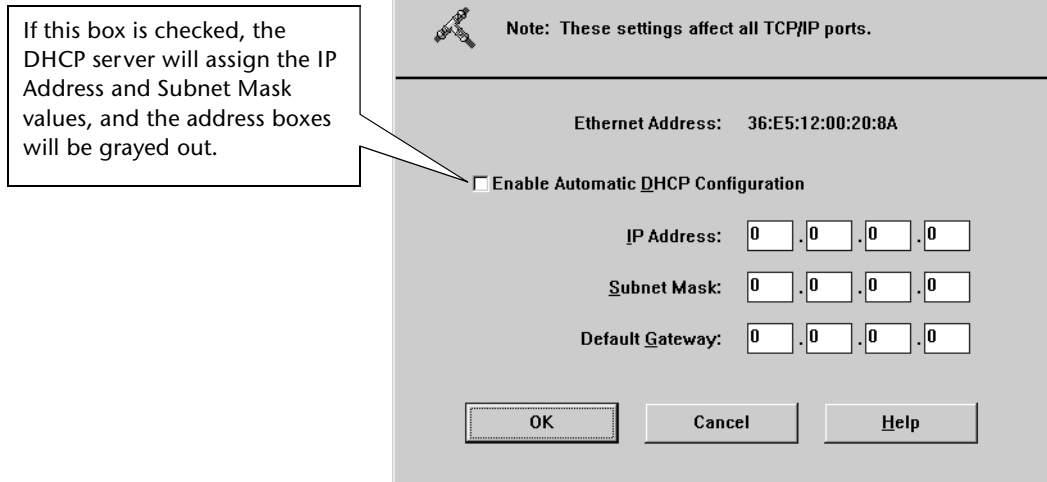 If this box is checked, the
DHCP server will assign the IP
Address and Subnet Mask
values, and the address boxes
will be grayed out.
Note: These settings affect all TCP/IP ports.
Ethernet Address: 36:E5:12:00:20:8A
Enable Automatic DHCP Configuration
IP Address: 0 . 0 . 0 . 0
Subnet Mask: 0 . 0 . 0 . 0
Default Gateway: 0 . 0 . 0 . 0
OK Cancel Help